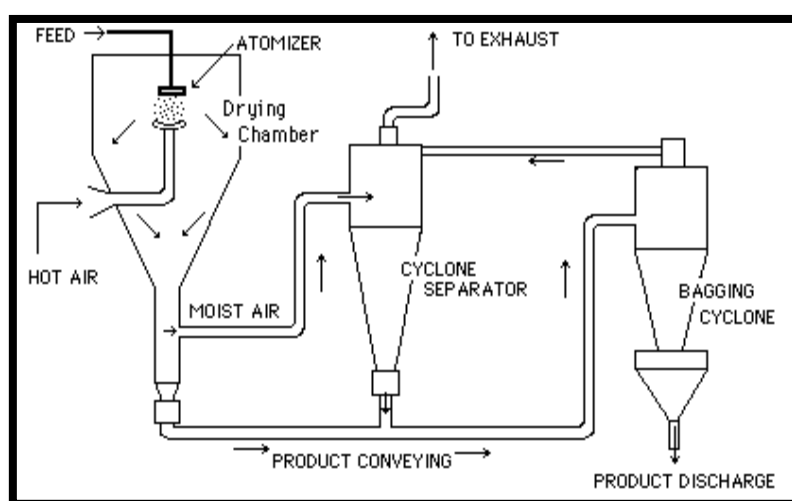 FEED
ATOMIZER
TO EXHAUST
Drying
Chamber
HOT AIR
MOIST AIR
CYCLONE
SEPARATOR
BAGGING
CYCLONE
PRODUCT CONVEYING
PRODUCT DISCHARGE